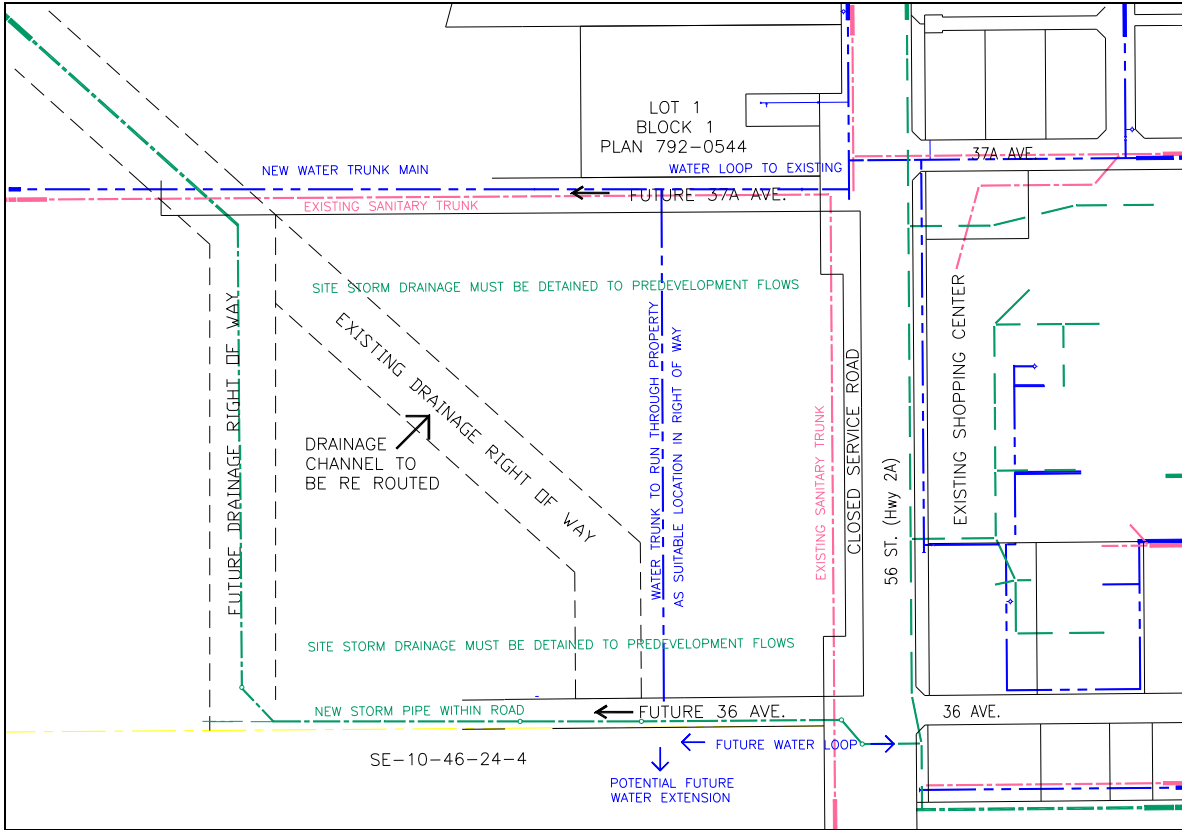 LOT 1
BLOCK 1
PLAN 792-0544
37A AVE.
NEW WATER TRUNK MAIN
WATER LOOP TO EXISTING
FUTURE 37A AVE.
EXISTING SANITARY TRUNK
SITE STORM DRAINAGE MUST BE DETAINED TO PREDEVELOPMENT FLOWS
FUTURE DRAINAGE RIGHT OF WAY
EXISTING DRAINAGE RIGHT OF WAY
DRAINAGE
CHANNEL TO
BE RE ROUTED
WATER TRUNK TO RUN THROUGH PROPERTY
AS SUITABLE LOCATION IN RIGHT OF WAY
EXISTING SANITARY TRUNK
CLOSED SERVICE ROAD
56 ST. (Hwy 2A)
EXISTING SHOPPING CENTER
SITE STORM DRAINAGE MUST BE DETAINED TO PREDEVELOPMENT FLOWS
NEW STORM PIPE WITHIN ROAD
FUTURE 36 AVE.
36 AVE.
FUTURE WATER LOOP
SE-10-46-24-4
POTENTIAL FUTURE
WATER EXTENSION